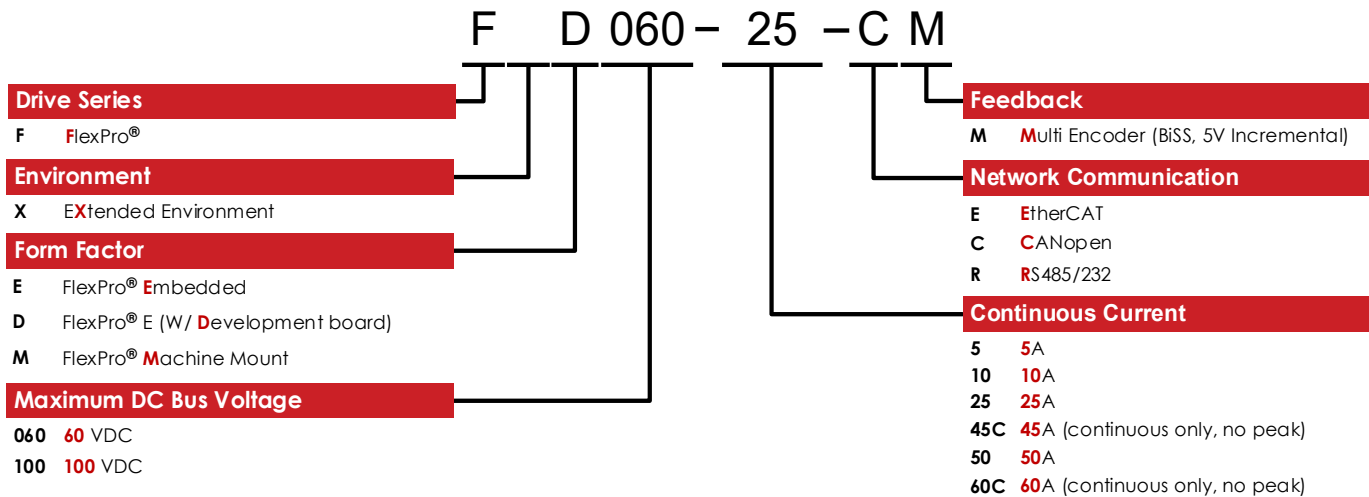 F D 060 – 25 – C M
Drive Series
F FlexPro®
Environment
X EXtended Environment
Form Factor
E FlexPro® Embedded
D FlexPro® E (W/ Development board)
M FlexPro® Machine Mount
Maximum DC Bus Voltage
060 60 VDC
100 100 VDC
Feedback
M Multi Encoder (BiSS, 5V Incremental)
Network Communication
E EtherCAT
C CANopen
R RS485/232
Continuous Current
5 5A
10 10A
25 25A
45C 45A (continuous only, no peak)
50 50A
60C 60A (continuous only, no peak)